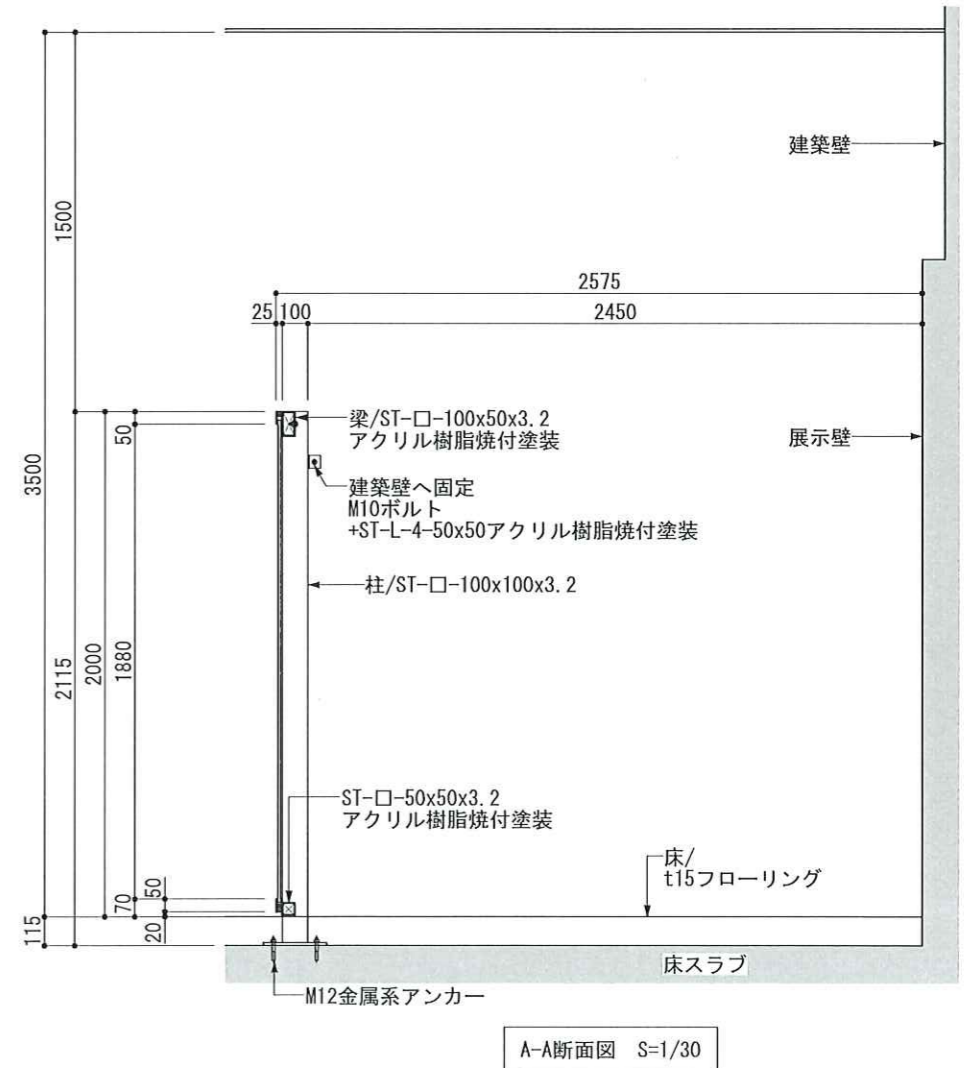 建築壁
1500
2575
25 100
2450
梁/ST-□-100x50x3.2
アクリル樹脂焼付塗装
展示壁
50
3500
建築壁へ固定
M10ボルト
+ST-L-4-50x50アクリル樹脂焼付塗装
柱/ST-□-100x100x3.2
2115
2000
1880
ST-□-50x50x3.2
アクリル樹脂焼付塗装
床/
t15フローリング
50
70
20
115
床スラブ
M12金属系アンカー
A-A断面図 S=1/30